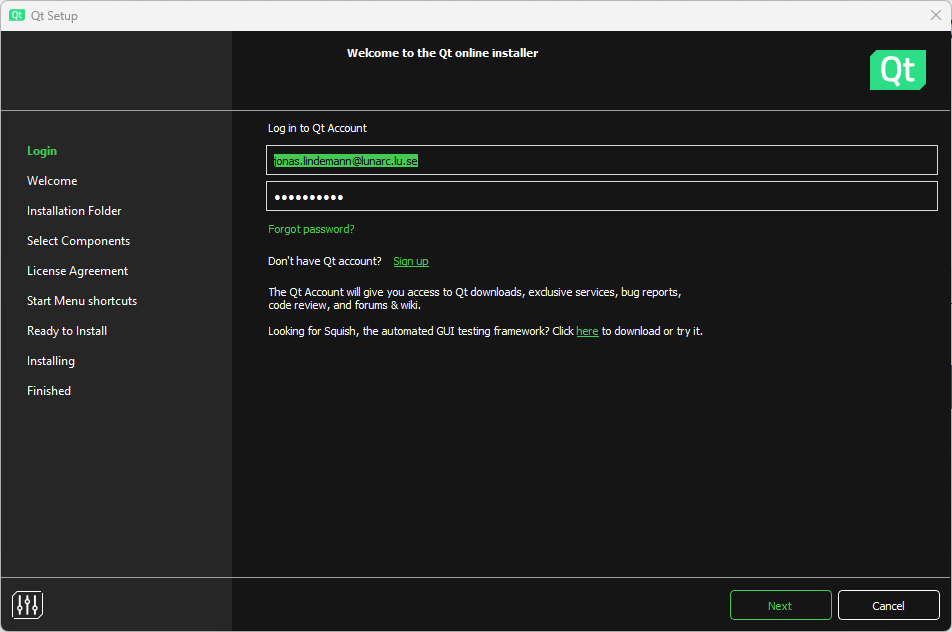 Qt Qt Setup
Welcome to the Qt online installer
Qt
Login
Welcome
Installation Folder
Select Components
License Agreement
Start Menu shortcuts
Ready to Install
Installing
Finished
Log in to Qt Account
jonas.lindemann@lunarc.lu.se
●●●●●●●●●●
Forgot password?
Don't have Qt account? Sign up
The Qt Account will give you access to Qt downloads, exclusive services, bug reports,
code review, and forums & wiki.
Looking for Squish, the automated GUI testing framework? Click here to download or try it.
Next Cancel